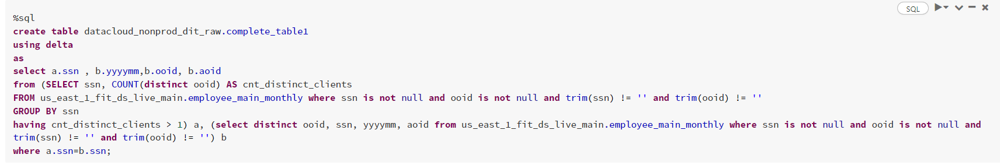 SQL
%sql
create table datacloud_nonprod_dit_raw.complete_table1
using delta
as
select a.ssn , b.yyyymm,b.ooid, b.aoid
from (SELECT ssn, COUNT(distinct ooid) AS cnt_distinct_clients
FROM us_east_1_fit_ds_live_main.employee_main_monthly where ssn is not null and ooid is not null and trim(ssn) != '' and trim(ooid) != ''
GROUP BY ssn
having cnt_distinct_clients > 1) a, (select distinct ooid, ssn, yyyymm, aoid from us_east_1_fit_ds_live_main.employee_main_monthly where ssn is not null and ooid is not null and
trim(ssn) != '' and trim(ooid) != '') b
where a.ssn=b.ssn;